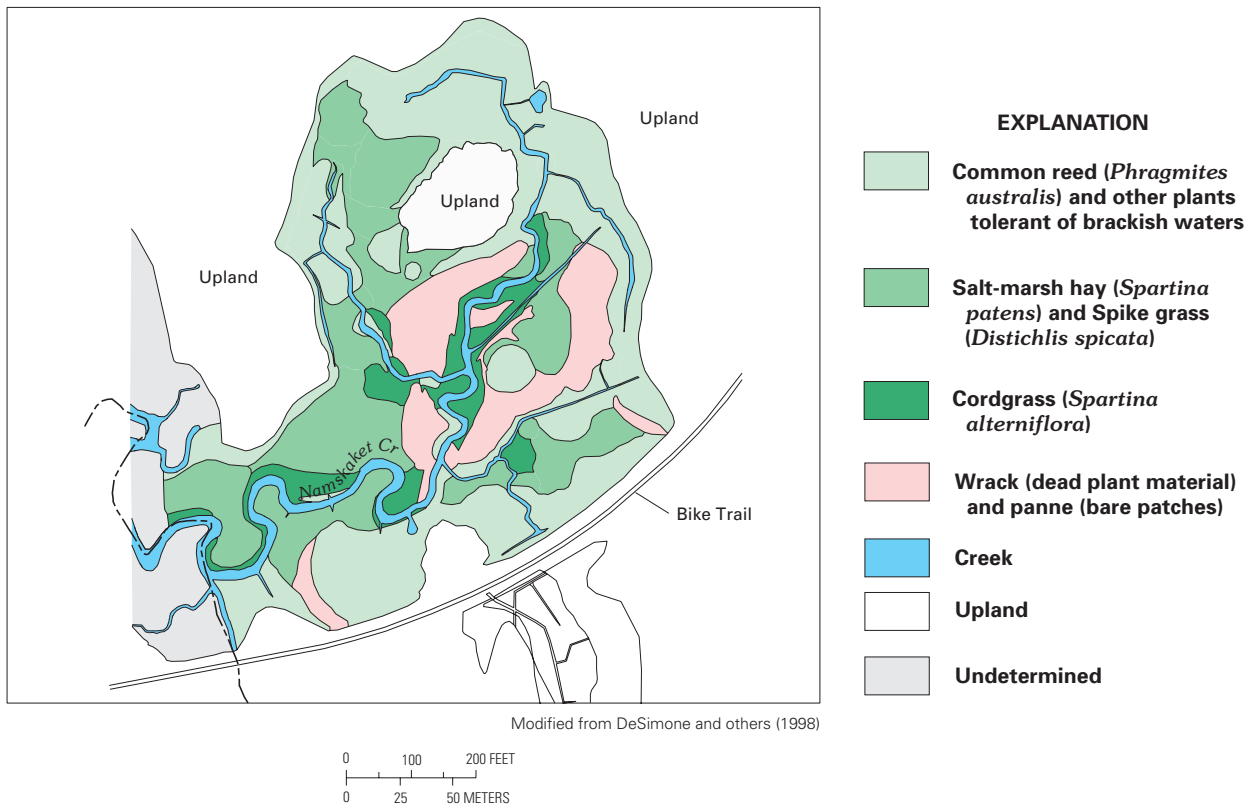 Upland
Upland
Upland
Namskaket Cr
Bike Trail
EXPLANATION
Common reed (Phragmites
australis) and other plants
tolerant of brackish waters
Salt-marsh hay (Spartina
patens) and Spike grass
(Distichlis spicata)
Cordgrass (Spartina
alterniflora)
Wrack (dead plant material)
and panne (bare patches)
Creek
Upland
Undetermined
Modified from DeSimone and others (1998)
0 100 200 FEET
0 25 50 METERS